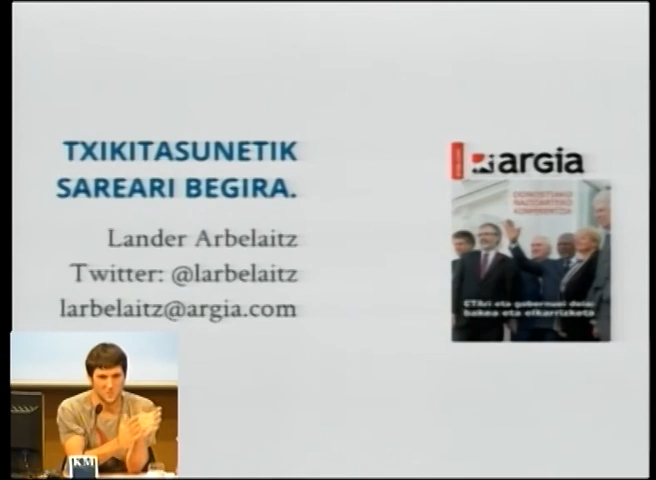 TXIKITASUNETIK
SAREARI BEGIRA.
Lander Arbelaitz
Twitter: @larbelaitz
larbelaitz@argia.com
argia
DONOSTIAKO
NAZIOARTEKO
KONFERENTZIA
ETAri eta gobernuei deia:
bakea eta elkarrizketa
KM